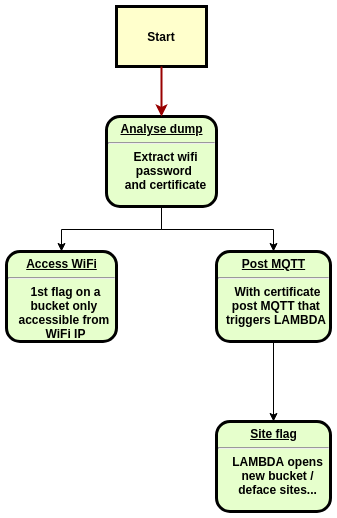 Start
Analyse dump
Extract wifi
password
and certificate
Access WiFi
1st flag on a
bucket only
accessible from
WiFi IP
Post MQTT
With certificate
post MQTT that
triggers LAMBDA
Site flag
LAMBDA opens
new bucket /
deface sites...